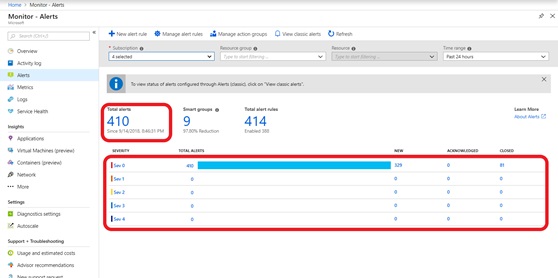 Home > Monitor - Alerts
Monitor - Alerts
Microsoft
Search (Ctrl+/)
Overview
Activity log
Alerts
Metrics
Logs
Service Health
Insights
Applications
Virtual Machines (preview)
Containers (preview)
Network
More
Settings
Diagnostics settings
Autoscale
Support + Troubleshooting
Usage and estimated costs
Advisor recommendations
New support request
+ New alert rule
Manage alert rules
Manage action groups
View classic alerts
Refresh
Subscription
4 selected
Resource group
Type to start filtering ...
Resource
Type to start filtering ...
Time range
Past 24 hours
To view status of alerts configured through Alerts (classic), click on "View classic alerts".
Total alerts
410
Since 9/14/2018, 8:46:31 PM
Smart groups
9
97.80% Reduction
Total alert rules
414
Enabled 388
Learn More
About Alerts
SEVERITY TOTAL ALERTS NEW ACKNOWLEDGED CLOSED
Sev 0 410 329 0 81
Sev 1 0 0 0 0
Sev 2 0 0 0 0
Sev 3 0 0 0 0
Sev 4 0 0 0 0